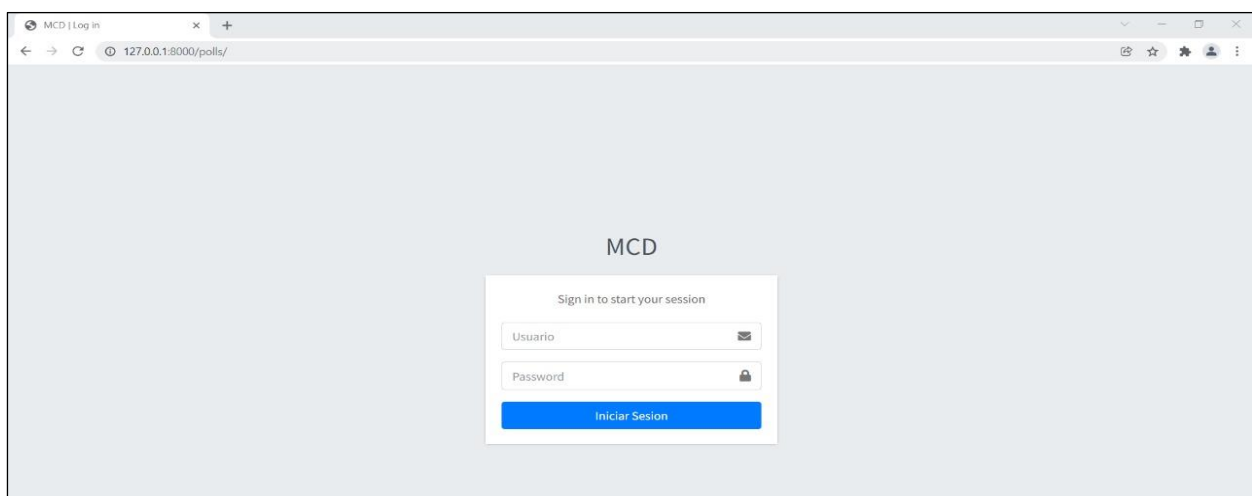 MCD | Log in
127.0.0.1:8000/polls/
MCD
Sign in to start your session
Usuario
Password
Iniciar Sesion